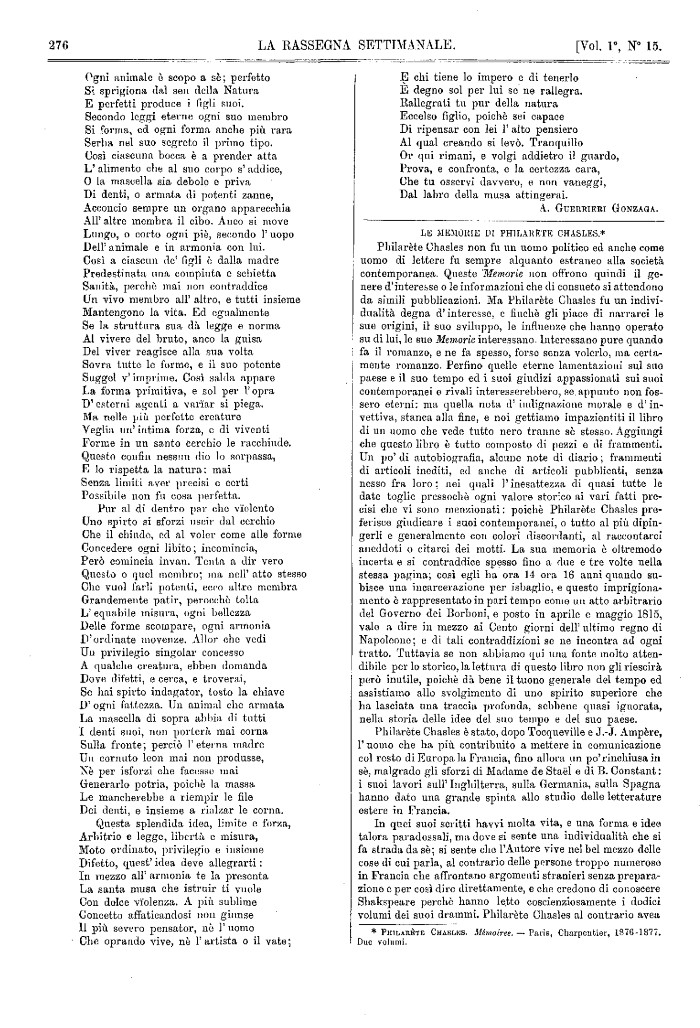 276
LA RASSEGNA SETTIMANALE.
[Vol. 1°, N° 15.
Ogni animale è scopo a sè; perfetto
Si sprigiona dal sen della Natura
E perfetti produce i figli suoi.
Secondo leggi eterne ogni suo membro
Si forma, ed ogni forma anche più rara
Serba nel suo segreto il primo tipo.
Così ciascuna bocca è a prender atta
L'alimento che al suo corpo s'addice,
O la mascella sia debole e priva
Di denti, o armata di potenti zanne,
Acconcio sempre un organo apparecchia
All'altre membra il cibo. Anco si move
Lungo, o corto ogni piè, secondo l'uopo
Dell'animale e in armonia con lui.
Così a ciascun de' figli è dalla madre
Predestinata una compiuta e schietta
Sanità, perchè mai non contraddice
Un vivo membro all'altro, e tutti insieme
Mantengono la vita. Ed egualmente
Se la struttura sua dà legge e norma
Al vivere del bruto, anco la guisa
Del viver reagisce alla sua volta
Sovra tutte le forme, e il suo potente
Suggel v'imprime. Così salda appare
La forma primitiva, e sol per l'opra
D'esterni agenti a varïar si piega.
Ma nelle più perfette creature
Veglia un'intima forza, e di viventi
Forme in un santo cerchio le racchiude.
Questo confin nessun dio lo sorpassa,
E lo rispetta la natura: mai
Senza limiti aver precisi e certi
Possibile non fu cosa perfetta.
Pur al di dentro par che vïolento
Uno spirto si sforzi uscir dal cerchio
Che il chiude, ed al voler come alle forme
Concedere ogni libito; incomincia,
Però comincia invan. Tenta a dir vero
Questo o quel membro; ma nell'atto stesso
Che vuol farli potenti, ecco altre membra
Grandemente patir, perocchè tolta
L'equabile misura, ogni bellezza
Delle forme scompare, ogni armonia
D'ordinate movenze. Allor che vedi
Un privilegio singolar concesso
A qualche creatura, ebben domanda
Dove difetti, e cerca, e troverai,
Se hai spirto indagator, tosto la chiave
D'ogni fattezza. Un animal che armata
La mascella di sopra abbia di tutti
I denti suoi, non porterà mai corna
Sulla fronte; perciò l'eterna madre
Un cornuto leon mai non produsse,
Nè per isforzi che facesse mai
Generarlo potria, poichè la massa
Le mancherebbe a riempir le file
Dei denti, e insieme a rialzar le corna.
Questa splendida idea, limite e forza,
Arbitrio e legge, libertà e misura,
Moto ordinato, privilegio e insieme
Difetto, quest'idea deve allegrarti:
In mezzo all'armonia te la presenta
La santa musa che istruir ti vuole
Con dolce vïolenza. A più sublime
Concetto affaticandosi non giunse
Il più severo pensator, nè l'uomo
Che oprando vive, nè l'artista o il vate;
E chi tiene lo impero e di tenerlo
È degno sol per lui se ne rallegra.
Rallegrati tu pur della natura
Eccelso figlio, poichè sei capace
Di ripensar con lei l'alto pensiero
Al qual creando si levò. Tranquillo
Or qui rimani, e volgi addietro il guardo,
Prova, e confronta, e la certezza cara,
Che tu osservi davvero, e non vaneggi,
Dal labro della musa attingerai.
A. GUERRIERI GONZAGA.
LE MEMORIE DI PHILARÈTE CHASLES.*
Philarète Chasles non fu un uomo politico ed anche come
uomo di lettere fu sempre alquanto estraneo alla società
contemporanea. Queste Memorie non offrono quindi il ge-
nere d'interesse o le informazioni che di consueto si attendono
da simili pubblicazioni. Ma Philarète Chasles fu un indivi-
dualità degna d'interesse, e finchè gli piace di narrarci le
sue origini, il suo sviluppo, le influenze che hanno operato
su di lui, le sue Memorie interessano. Interessano pure quando
fa il romanzo, e ne fa spesso, forse senza volerlo, ma certa-
mente romanzo. Perfino quelle eterne lamentazioni sul suo
paese e il suo tempo ed i suoi giudizi appassionati sui suoi
contemporanei e rivali interesserebbero, se appunto non fos-
sero eterni: ma quella nota d'indignazione morale e d'in-
vettiva, stanca alla fine, e noi gettiamo impazientiti il libro
di un uomo che vede tutto nero tranne sè stesso. Aggiungi
che questo libro è tutto composto di pezzi e di frammenti.
Un po' di autobiografia, alcune note di diario; frammenti
di articoli inediti, ed anche di articoli pubblicati, senza
nesso fra loro; nei quali l'inesattezza di quasi tutte le
date toglie pressochè ogni valore storico ai vari fatti pre-
cisi che vi sono menzionati: poichè Philarète Chasles pre-
ferisce giudicare i suoi contemporanei, o tutto al più dipin-
gerli e generalmente con colori discordanti, al raccontarci
aneddoti o citarci dei motti. La sua memoria è oltremodo
incerta e si contraddice spesso fino a due e tre volte nella
stessa pagina; così egli ha ora 14 ora 16 anni quando su-
bisce una incarcerazione per isbaglio, e questo imprigiona-
mento è rappresentato in pari tempo come un atto arbitrario
del Governo dei Borboni, e posto in aprile e maggio 1815,
vale a dire in mezzo ai Cento giorni dell'ultimo regno di
Napoleone; e di tali contraddizioni se ne incontra ad ogni
tratto. Tuttavia se non abbiamo qui una fonte molto atten-
dibile per lo storico, la lettura di questo libro non gli riescirà
però inutile, poichè dà bene il tuono generale del tempo ed
assistiamo allo svolgimento di uno spirito superiore che
ha lasciata una traccia profonda, sebbene quasi ignorata,
nella storia delle idee del suo tempo e del suo paese.
Philarète Chasles è stato, dopo Tocqueville e J.-J. Ampère,
l'uomo che ha più contribuito a mettere in comunicazione
col resto di Europa la Francia, fino allora un po' rinchiusa in
sè, malgrado gli sforzi di Madame de Staël e di B. Constant:
i suoi lavori sull'Inghilterra, sulla Germania, sulla Spagna
hanno dato una grande spinta allo studio delle letterature
estere in Francia.
In quei suoi scritti havvi molta vita, e una forma e idee
talora paradossali, ma dove si sente una individualità che si
fa strada da sè; si sente che l'Autore vive nel bel mezzo delle
cose di cui parla, al contrario delle persone troppo numerose
in Francia che affrontano argomenti stranieri senza prepara-
zione e per così dire direttamente, e che credono di conoscere
Shakspeare perchè hanno letto coscienziosamente i dodici
volumi dei suoi drammi. Philarète Chasles al contrario avea
* PHILARÈTE CHASLES. Mémoires. — Paris, Charpentier, 1876-1877.
Due volumi.